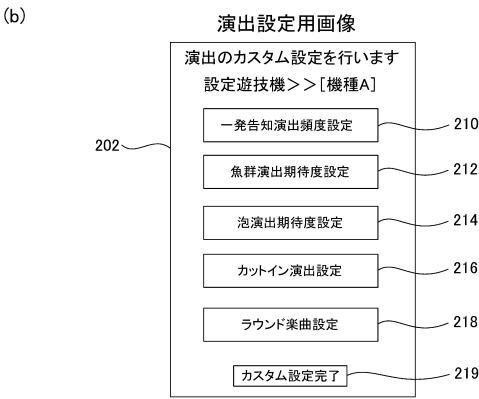 (b)
演出設定用画像
演出のカスタム設定を行います
設定遊技機>>[機種A]
一発告知演出頻度設定
210
202
魚群演出期待度設定
212
泡演出期待度設定
214
カットイン演出設定
216
ラウンド楽曲設定
218
カスタム設定完了
219